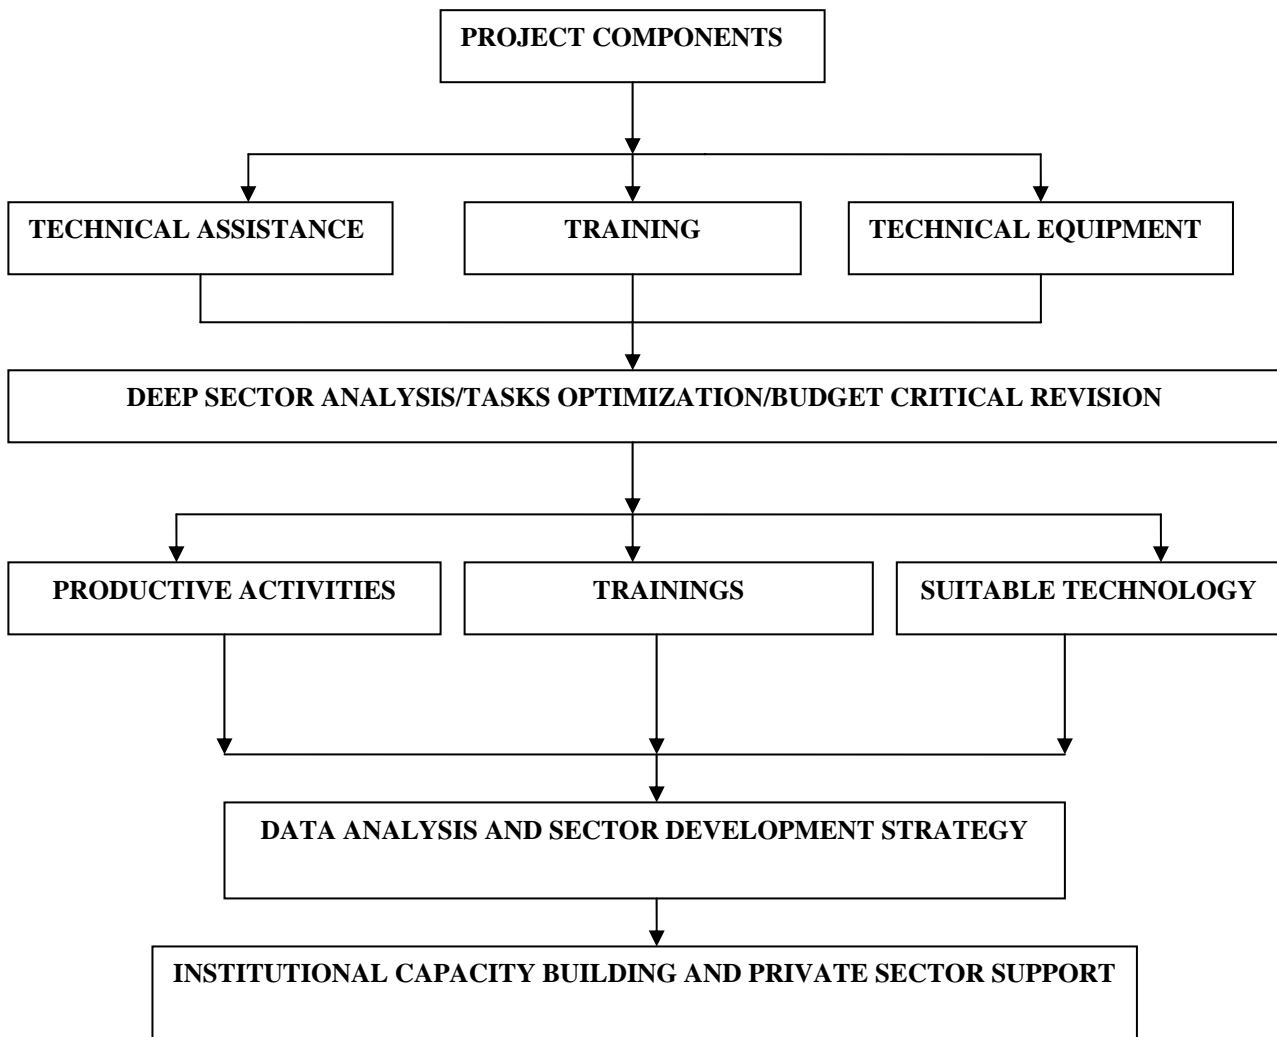 PROJECT COMPONENTS
TECHNICAL ASSISTANCE
TRAINING
TECHNICAL EQUIPMENT
DEEP SECTOR ANALYSIS/TASKS OPTIMIZATION/BUDGET CRITICAL REVISION
PRODUCTIVE ACTIVITIES
TRAININGS
SUITABLE TECHNOLOGY
DATA ANALYSIS AND SECTOR DEVELOPMENT STRATEGY
INSTITUTIONAL CAPACITY BUILDING AND PRIVATE SECTOR SUPPORT